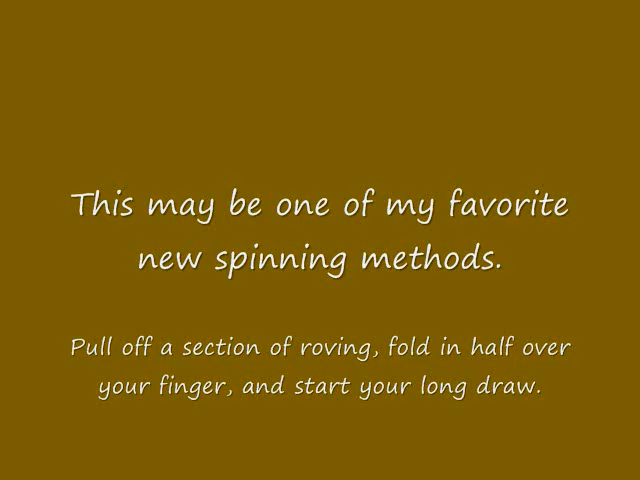 This may be one of my favorite
new spinning methods.
Pull off a section of roving, fold in half over
your finger, and start your long draw.